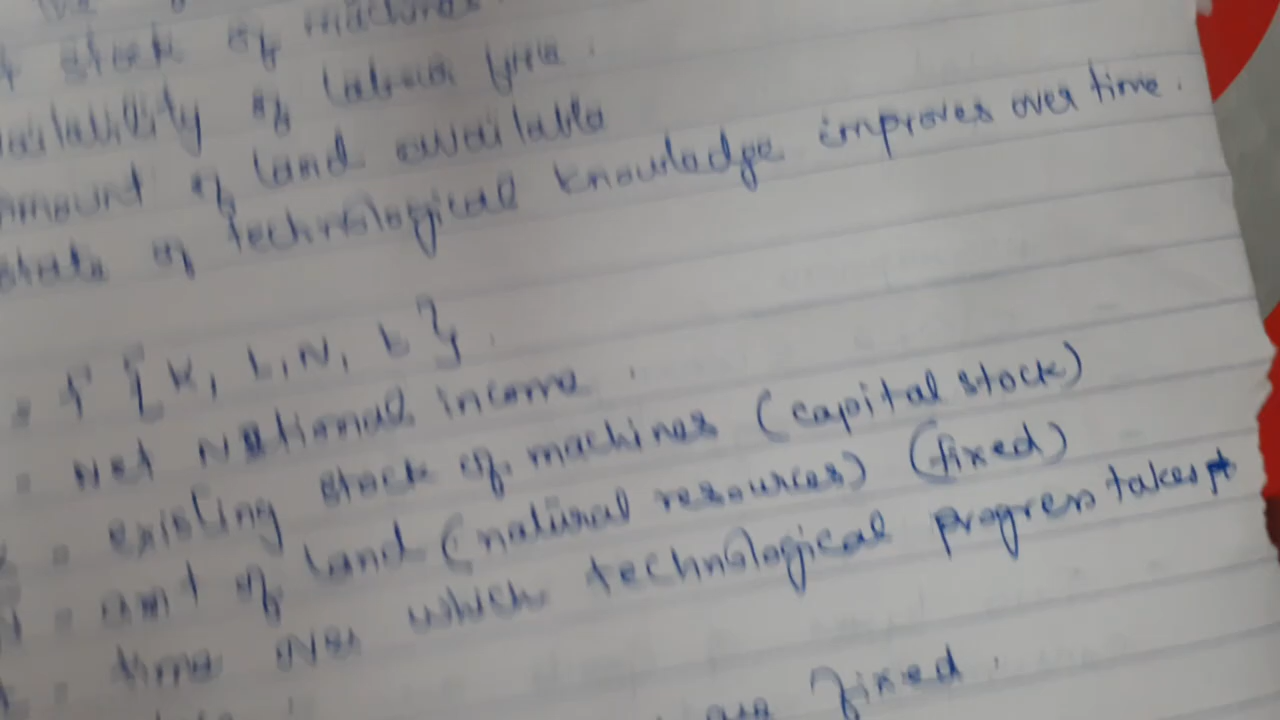 stock of machines
availability of labour
amount of land available
state of technological knowledge improves over time.
= f { K, L, N, t }.
= Net National income.
= existing stock of machines (capital stock)
= amt of land (natural resources) (fixed)
= time over which technological progress takes
are fixed.